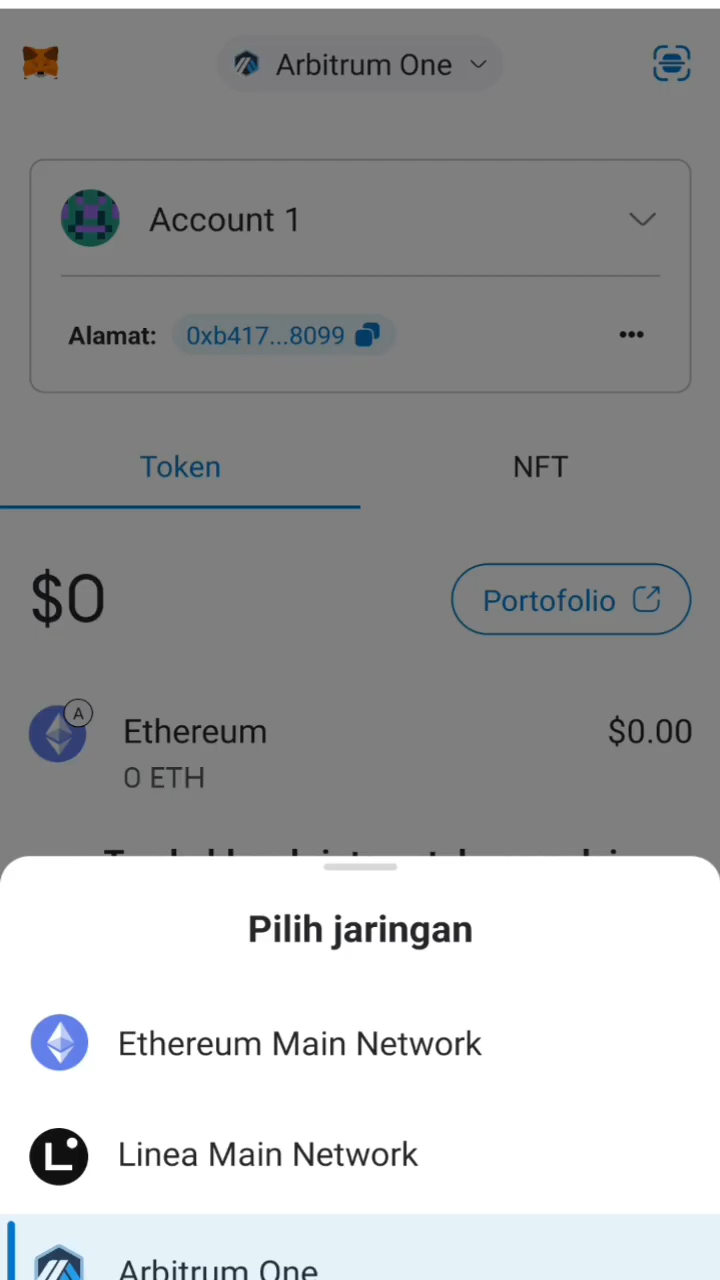 Arbitrum One
Account 1
Alamat: 0xb417...8099
Token
NFT
$0
Portofolio
A
Ethereum
$0.00
0 ETH
Pilih jaringan
Ethereum Main Network
Linea Main Network
Arbitrum One